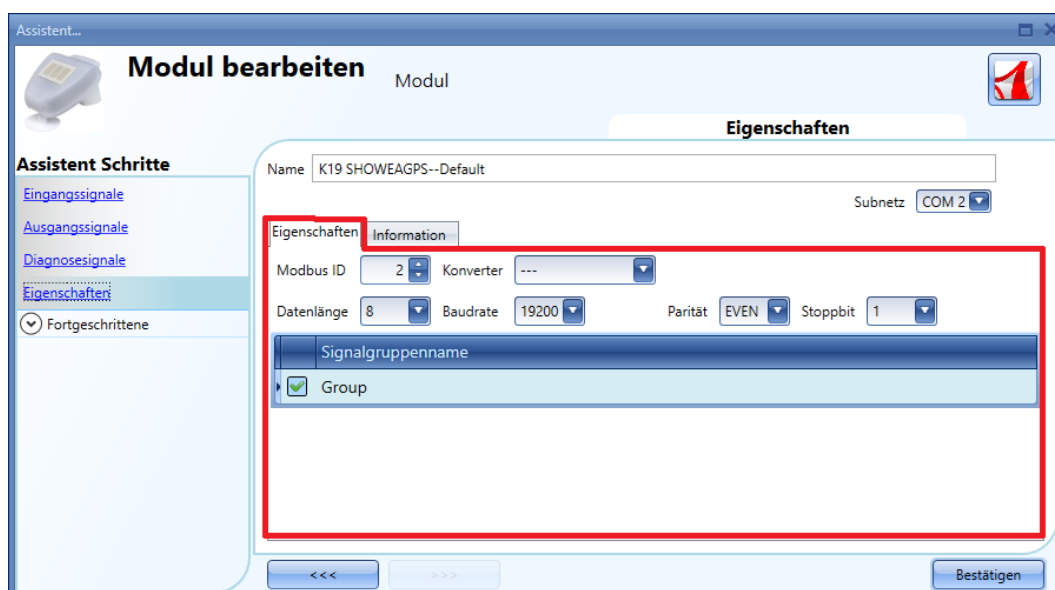 Assistent...
Modul bearbeiten Modul
Eigenschaften
Assistent Schritte
Eingangssignale
Ausgangssignale
Diagnosesignale
Eigenschaften
Fortgeschrittene
Name K19 SHOWEAGPS--Default
Subnetz COM 2
Eigenschaften Information
Modbus ID 2 Konverter ---
Datenlänge 8 Baudrate 19200 Parität EVEN Stoppbit 1
Signalgruppenname
Group
<<< >>> Bestätigen